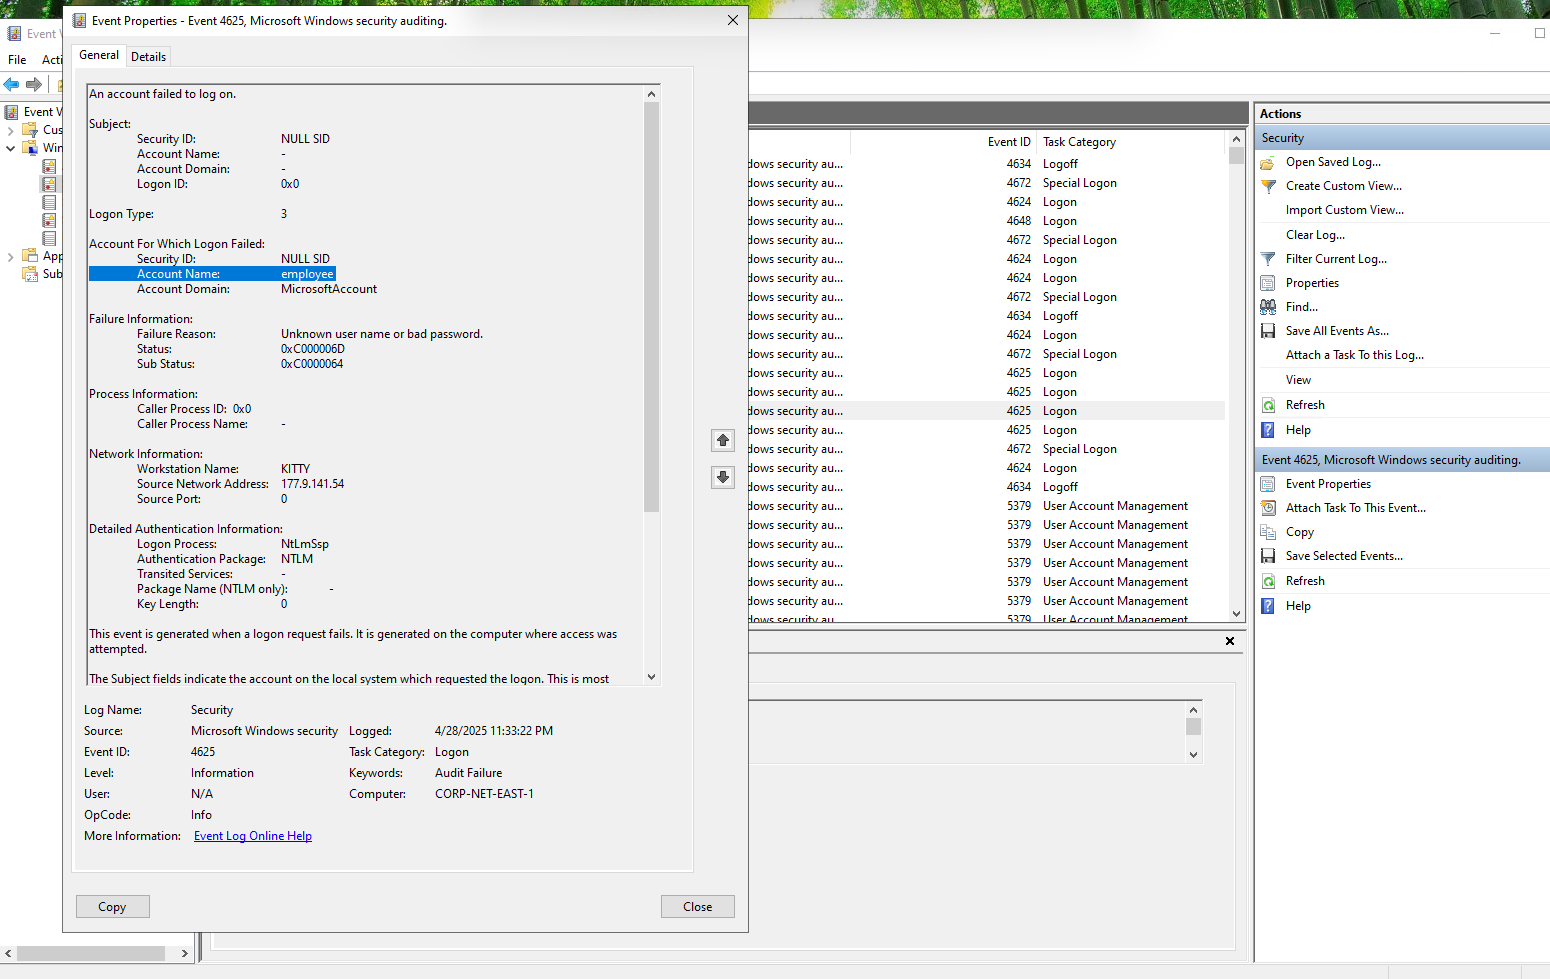 Event Properties - Event 4625, Microsoft Windows security auditing.
General
Details
An account failed to log on.
Subject:
Security ID: NULL SID
Account Name: -
Account Domain: -
Logon ID: 0x0
Logon Type: 3
Account For Which Logon Failed:
Security ID: NULL SID
Account Name: employee
Account Domain: MicrosoftAccount
Failure Information:
Failure Reason: Unknown user name or bad password.
Status: 0xC000006D
Sub Status: 0xC0000064
Process Information:
Caller Process ID: 0x0
Caller Process Name: -
Network Information:
Workstation Name: KITTY
Source Network Address: 177.9.141.54
Source Port: 0
Detailed Authentication Information:
Logon Process: NtLmSsp
Authentication Package: NTLM
Transited Services: -
Package Name (NTLM only): -
Key Length: 0
This event is generated when a logon request fails. It is generated on the computer where access was
attempted.
The Subject fields indicate the account on the local system which requested the logon. This is most
Log Name: Security
Source: Microsoft Windows security Logged: 4/28/2025 11:33:22 PM
Event ID: 4625 Task Category: Logon
Level: Information Keywords: Audit Failure
User: N/A Computer: CORP-NET-EAST-1
OpCode: Info
More Information: Event Log Online Help
Copy
Close
Event V
File Acti
Event V
Cus
Win
App
Sub
Event ID Task Category
dows security au... 4634 Logoff
dows security au... 4672 Special Logon
dows security au... 4624 Logon
dows security au... 4648 Logon
dows security au... 4672 Special Logon
dows security au... 4624 Logon
dows security au... 4624 Logon
dows security au... 4672 Special Logon
dows security au... 4634 Logoff
dows security au... 4624 Logon
dows security au... 4672 Special Logon
dows security au... 4625 Logon
dows security au... 4625 Logon
dows security au... 4625 Logon
dows security au... 4625 Logon
dows security au... 4672 Special Logon
dows security au... 4624 Logon
dows security au... 4634 Logoff
dows security au... 5379 User Account Management
dows security au... 5379 User Account Management
dows security au... 5379 User Account Management
dows security au... 5379 User Account Management
dows security au... 5379 User Account Management
dows security au... 5379 User Account Management
dows security au... 5379 User Account Management
Actions
Security
Open Saved Log...
Create Custom View...
Import Custom View...
Clear Log...
Filter Current Log...
Properties
Find...
Save All Events As...
Attach a Task To this Log...
View
Refresh
Help
Event 4625, Microsoft Windows security auditing.
Event Properties
Attach Task To This Event...
Copy
Save Selected Events...
Refresh
Help